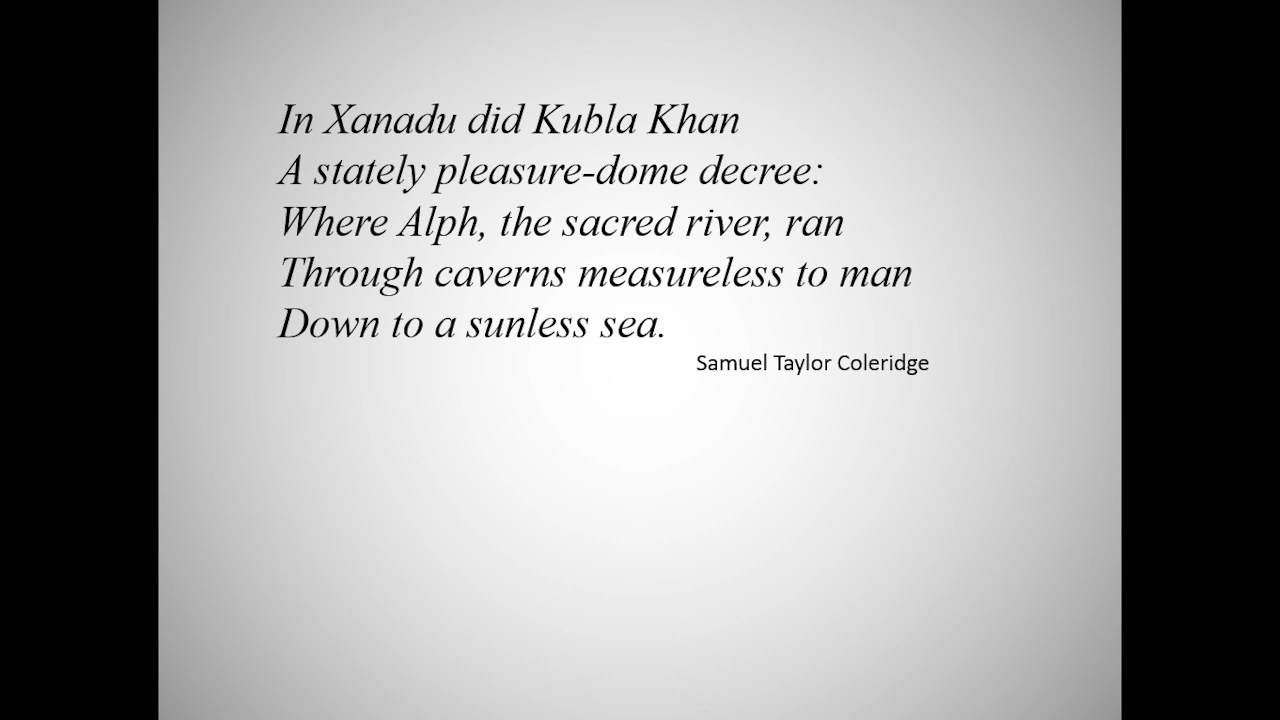 In Xanadu did Kubla Khan
A stately pleasure-dome decree:
Where Alph, the sacred river, ran
Through caverns measureless to man
Down to a sunless sea.
Samuel Taylor Coleridge